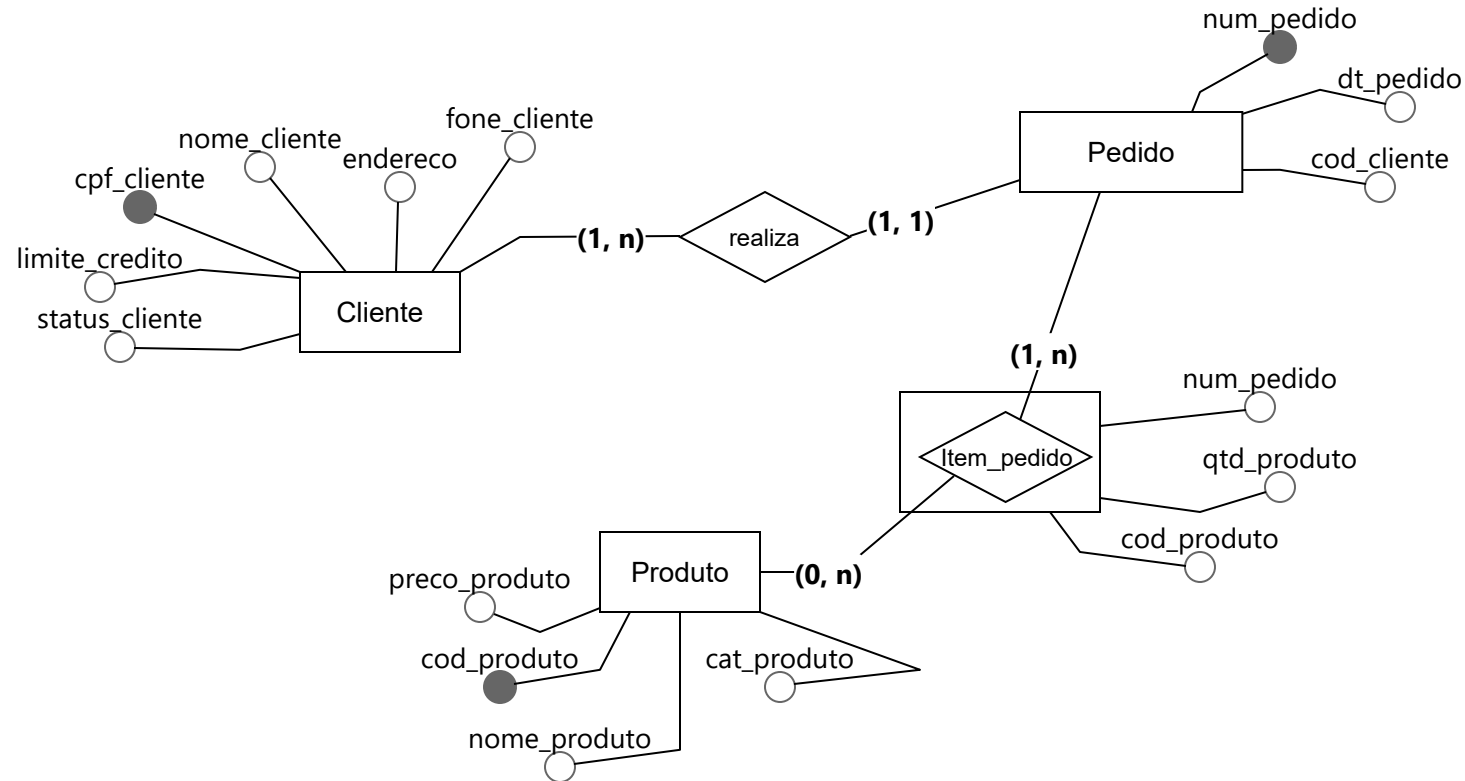 num_pedido
dt_pedido
cod_cliente
Pedido
fone_cliente
nome_cliente
endereco
cpf_cliente
limite_credito
status_cliente
Cliente
(1, n)
realiza
(1, 1)
(1, n)
Item_pedido
num_pedido
qtd_produto
cod_produto
(0, n)
Produto
preco_produto
cod_produto
cat_produto
nome_produto